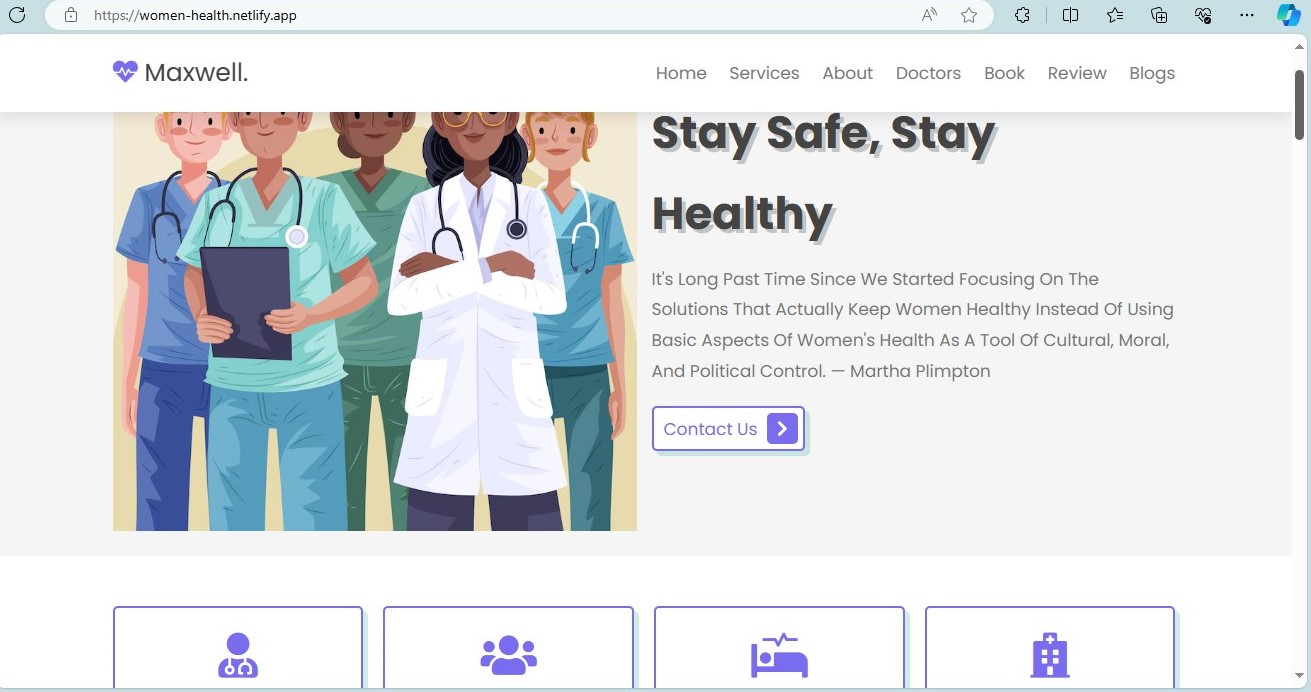 https://women-health.netlify.app
Maxwell.
Home Services About Doctors Book Review Blogs
Stay Safe, Stay
Healthy
It's Long Past Time Since We Started Focusing On The
Solutions That Actually Keep Women Healthy Instead Of Using
Basic Aspects Of Women's Health As A Tool Of Cultural, Moral,
And Political Control. — Martha Plimpton
Contact Us